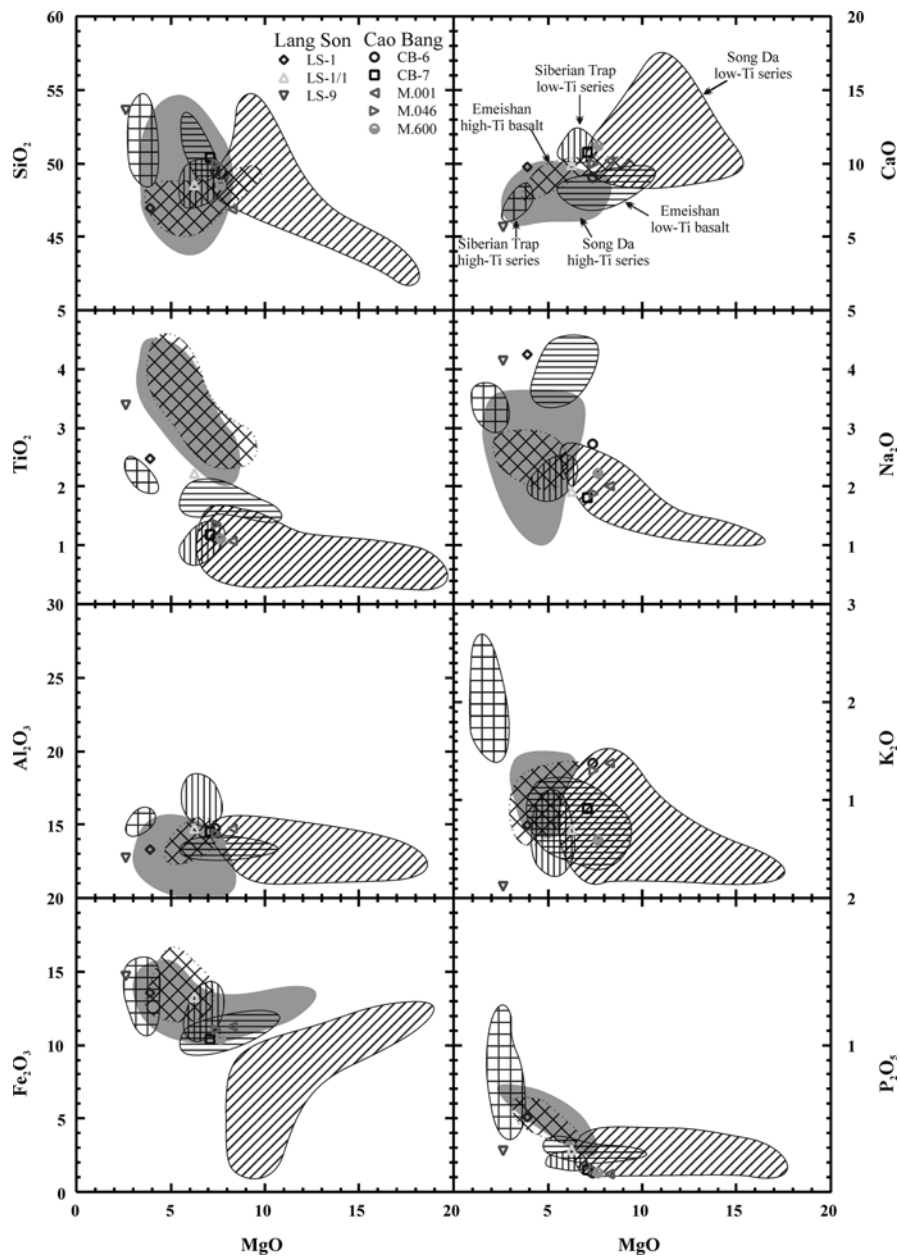 60
55
50
45
5
SiO₂
Lang Son
LS-1
LS-1/1
LS-9
Cao Bang
CB-6
CB-7
M.001
M.046
M.600
20
15
10
5
CaO
Siberian Trap
low-Ti series
Song Da
low-Ti series
Emeishan
high-Ti basalt
Siberian Trap
high-Ti series
Song Da
high-Ti series
Emeishan
low-Ti basalt
4
3
2
1
30
TiO₂
4
3
2
1
3
Na₂O
25
20
15
20
Al₂O₃
2
1
2
K₂O
15
10
5
0
Fe₂O₃
1
P₂O₅
0
5
10
15
20
5
10
15
20
MgO
MgO